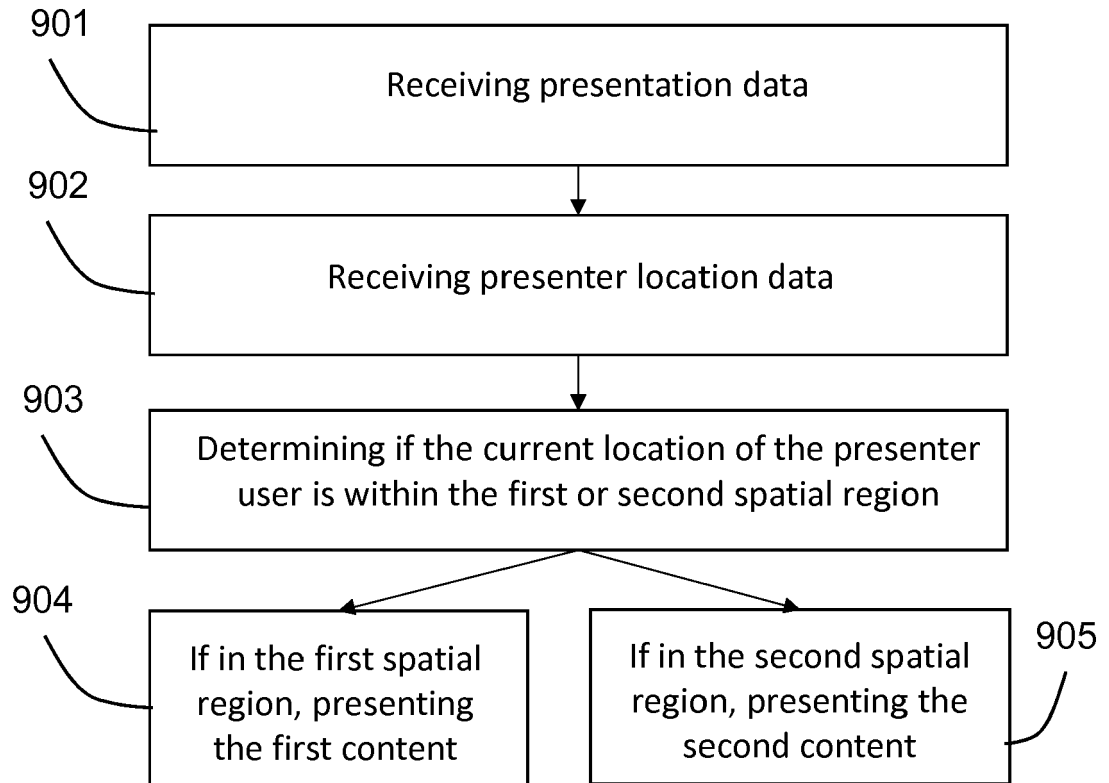 901
Receiving presentation data
902
Receiving presenter location data
903
Determining if the current location of the presenter
user is within the first or second spatial region
904
If in the first spatial
region, presenting
the first content
If in the second spatial
region, presenting the
second content
905